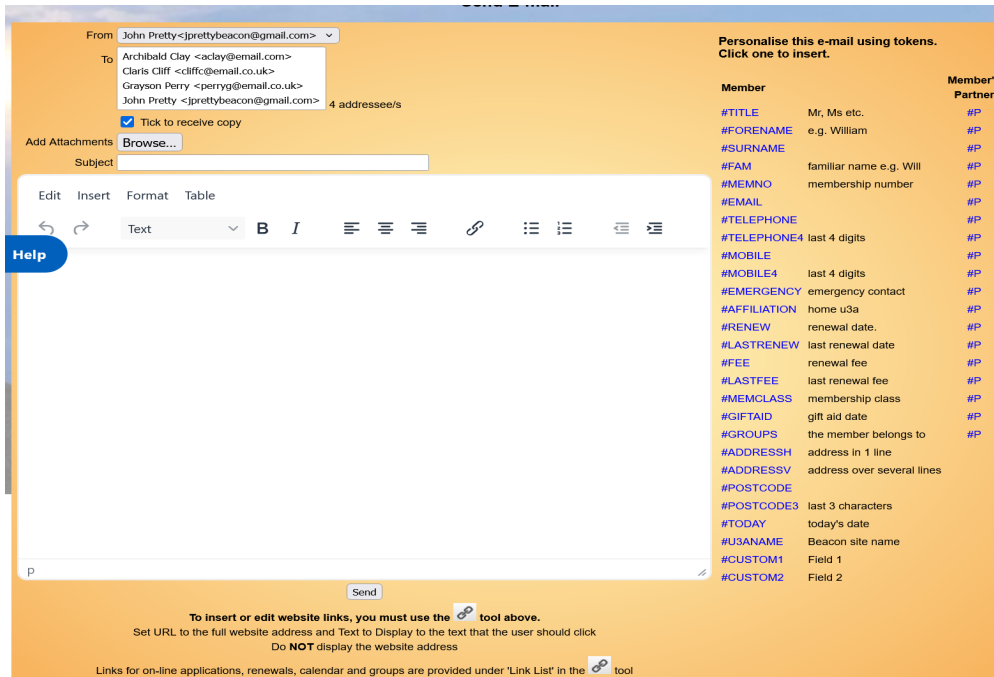 Send E-mail
From John Pretty<jprettybeacon@gmail.com>
To Archibald Clay <aclay@email.com>
Claris Cliff <cliffc@email.co.uk>
Grayson Perry <perryg@email.co.uk>
John Pretty <jprettybeacon@gmail.com> 4 addressee/s
Tick to receive copy
Add Attachments Browse...
Subject
Edit Insert Format Table
Text B I
Help
p
Send
To insert or edit website links, you must use the tool above.
Set URL to the full website address and Text to Display to the text that the user should click
Do NOT display the website address
Links for on-line applications, renewals, calendar and groups are provided under 'Link List' in the tool
Personalise this e-mail using tokens.
Click one to insert.
Member Member's
Partner
#TITLE Mr, Ms etc. #P
#FORENAME e.g. William #P
#SURNAME #P
#FAM familiar name e.g. Will #P
#MEMNO membership number #P
#EMAIL #P
#TELEPHONE #P
#TELEPHONE4 last 4 digits #P
#MOBILE #P
#MOBILE4 last 4 digits #P
#EMERGENCY emergency contact #P
#AFFILIATION home u3a #P
#RENEW renewal date. #P
#LASTRENEW last renewal date #P
#FEE renewal fee #P
#LASTFEE last renewal fee #P
#MEMCLASS membership class #P
#GIFTAID gift aid date #P
#GROUPS the member belongs to #P
#ADDRESSH address in 1 line
#ADDRESSV address over several lines
#POSTCODE
#POSTCODE3 last 3 characters
#TODAY today's date
#U3ANAME Beacon site name
#CUSTOM1 Field 1
#CUSTOM2 Field 2